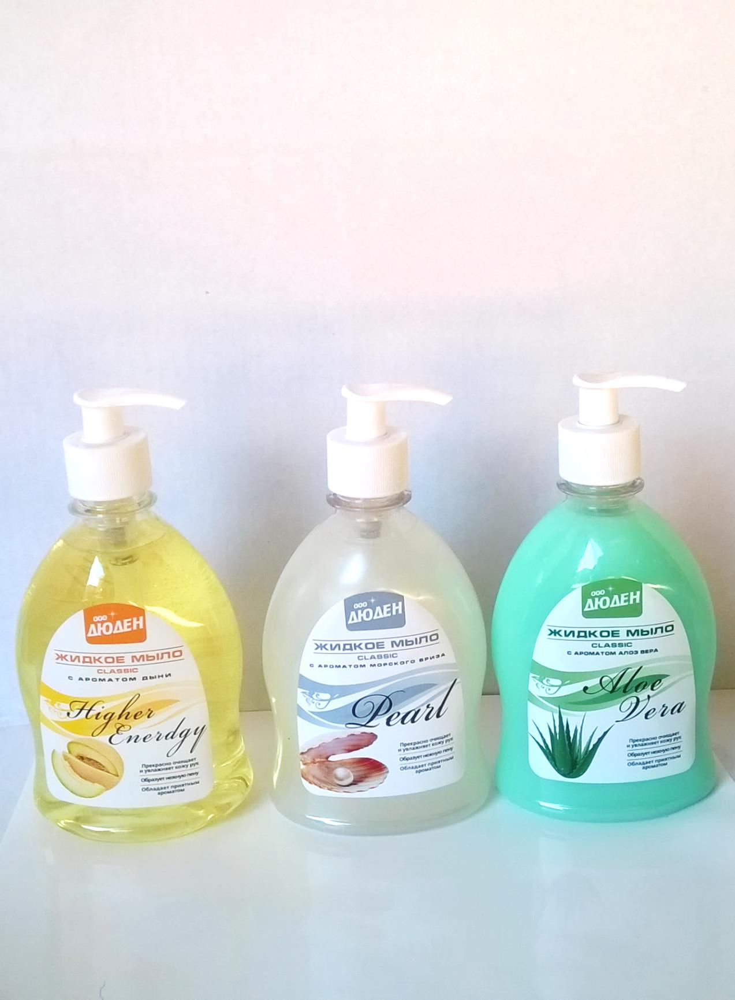 ООО
ДЮДЕН
ЖИДКОЕ МЫЛО
CLASSIC
С АРОМАТОМ ДЫНИ
Higher
Enerdgy
Прекрасно очищает
и увлажняет кожу рук
Образует нежную пену
Обладает приятным
ароматом
ООО
ДЮДЕН
ЖИДКОЕ МЫЛО
CLASSIC
С АРОМАТОМ МОРСКОГО БРИЗА
Pearl
Прекрасно очищает
и увлажняет кожу рук
Образует нежную пену
Обладает приятным
ароматом
ООО
ДЮДЕН
ЖИДКОЕ МЫЛО
CLASSIC
С АРОМАТОМ АЛОЭ ВЕРА
Aloe
Vera
Прекрасно очищает
и увлажняет кожу рук
Образует нежную пену
Обладает приятным
ароматом